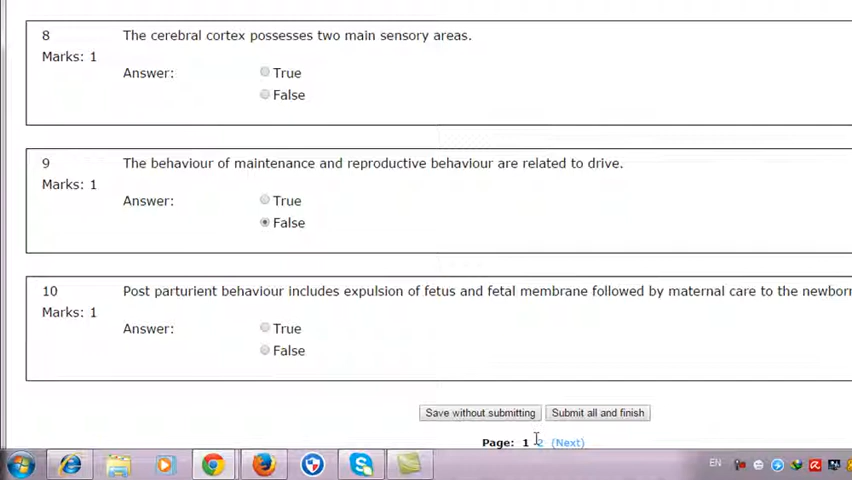 8
The cerebral cortex possesses two main sensory areas.
Marks: 1
Answer:
True
False
9
The behaviour of maintenance and reproductive behaviour are related to drive.
Marks: 1
Answer:
True
False
10
Post parturient behaviour includes expulsion of fetus and fetal membrane followed by maternal care to the newborn
Marks: 1
Answer:
True
False
Save without submitting
Submit all and finish
Page: 1 2 (Next)
EN